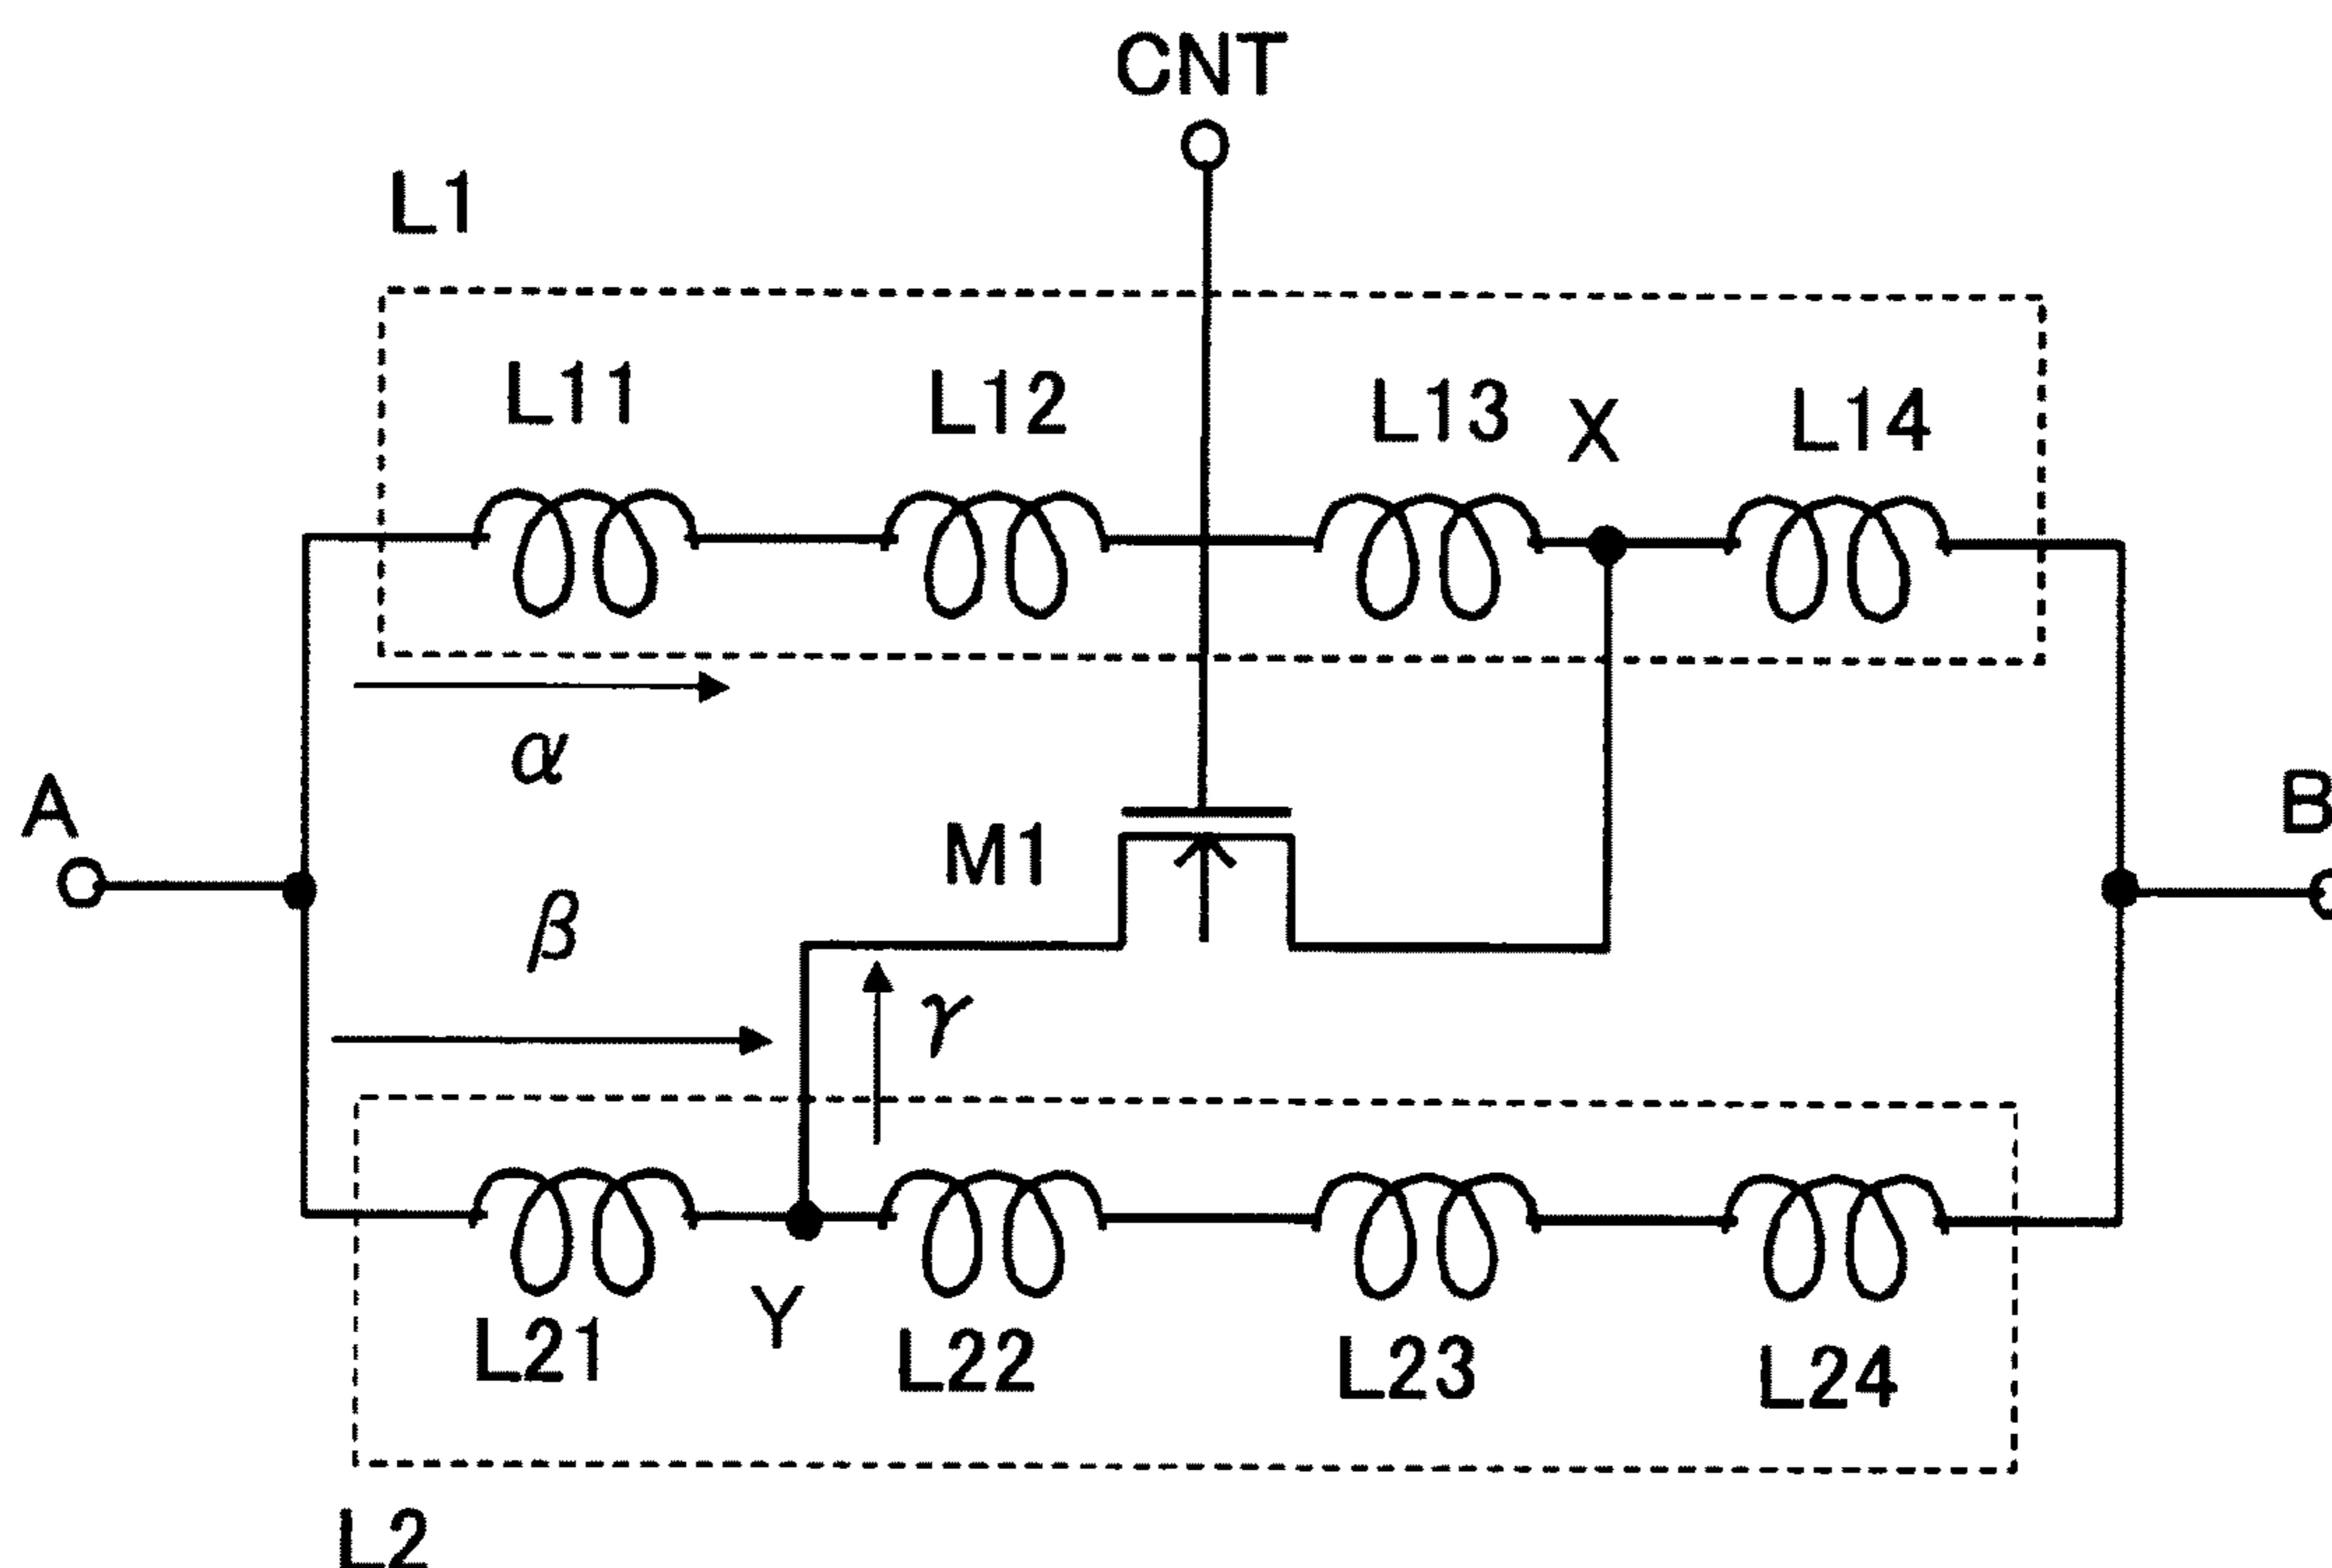 CNT
L1
L11 L12 L13 X L14
α
A M1 B
β
γ
Y
L21 L22 L23 L24
L2